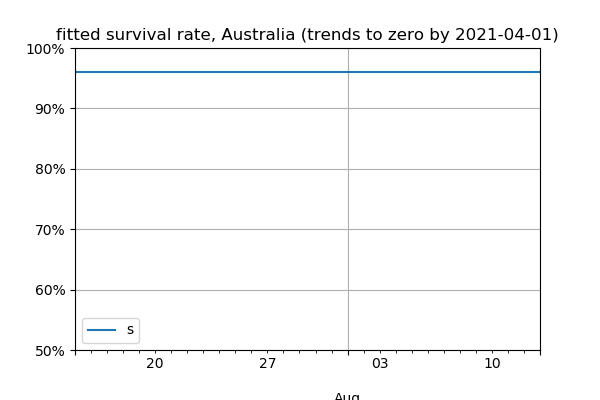 fitted survival rate, Australia (trends to zero by 2021-04-01)
100%
90%
80%
70%
60%
50%
s
20 27 03 10
Aug